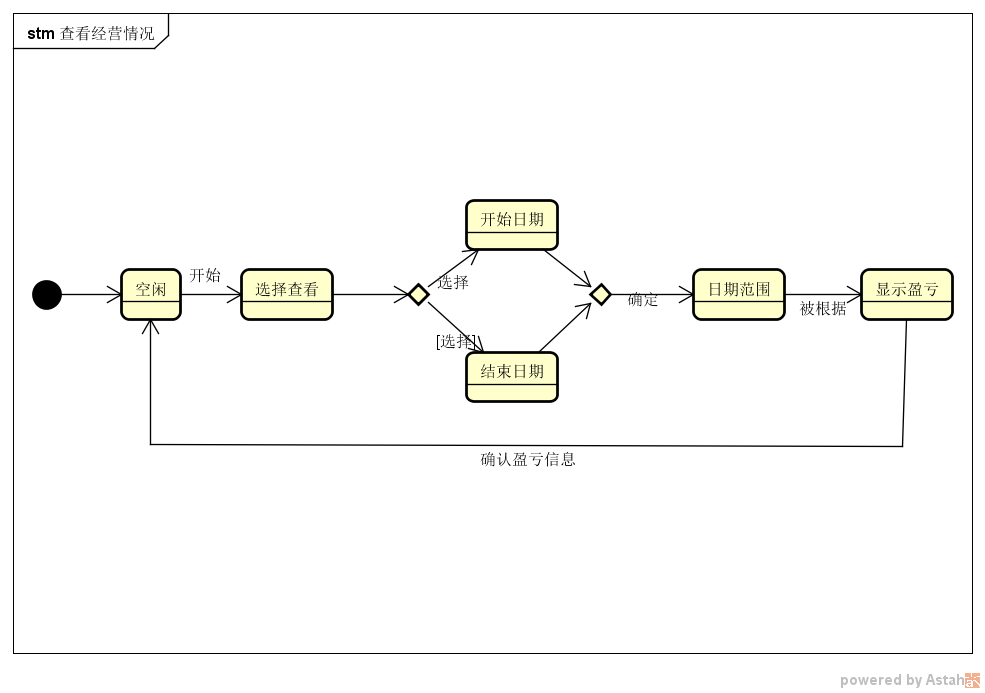 stm 查看经营情况
开始日期
空闲
开始
选择查看
选择
确定
日期范围
被根据
显示盈亏
[选择]
结束日期
确认盈亏信息
powered by Astah